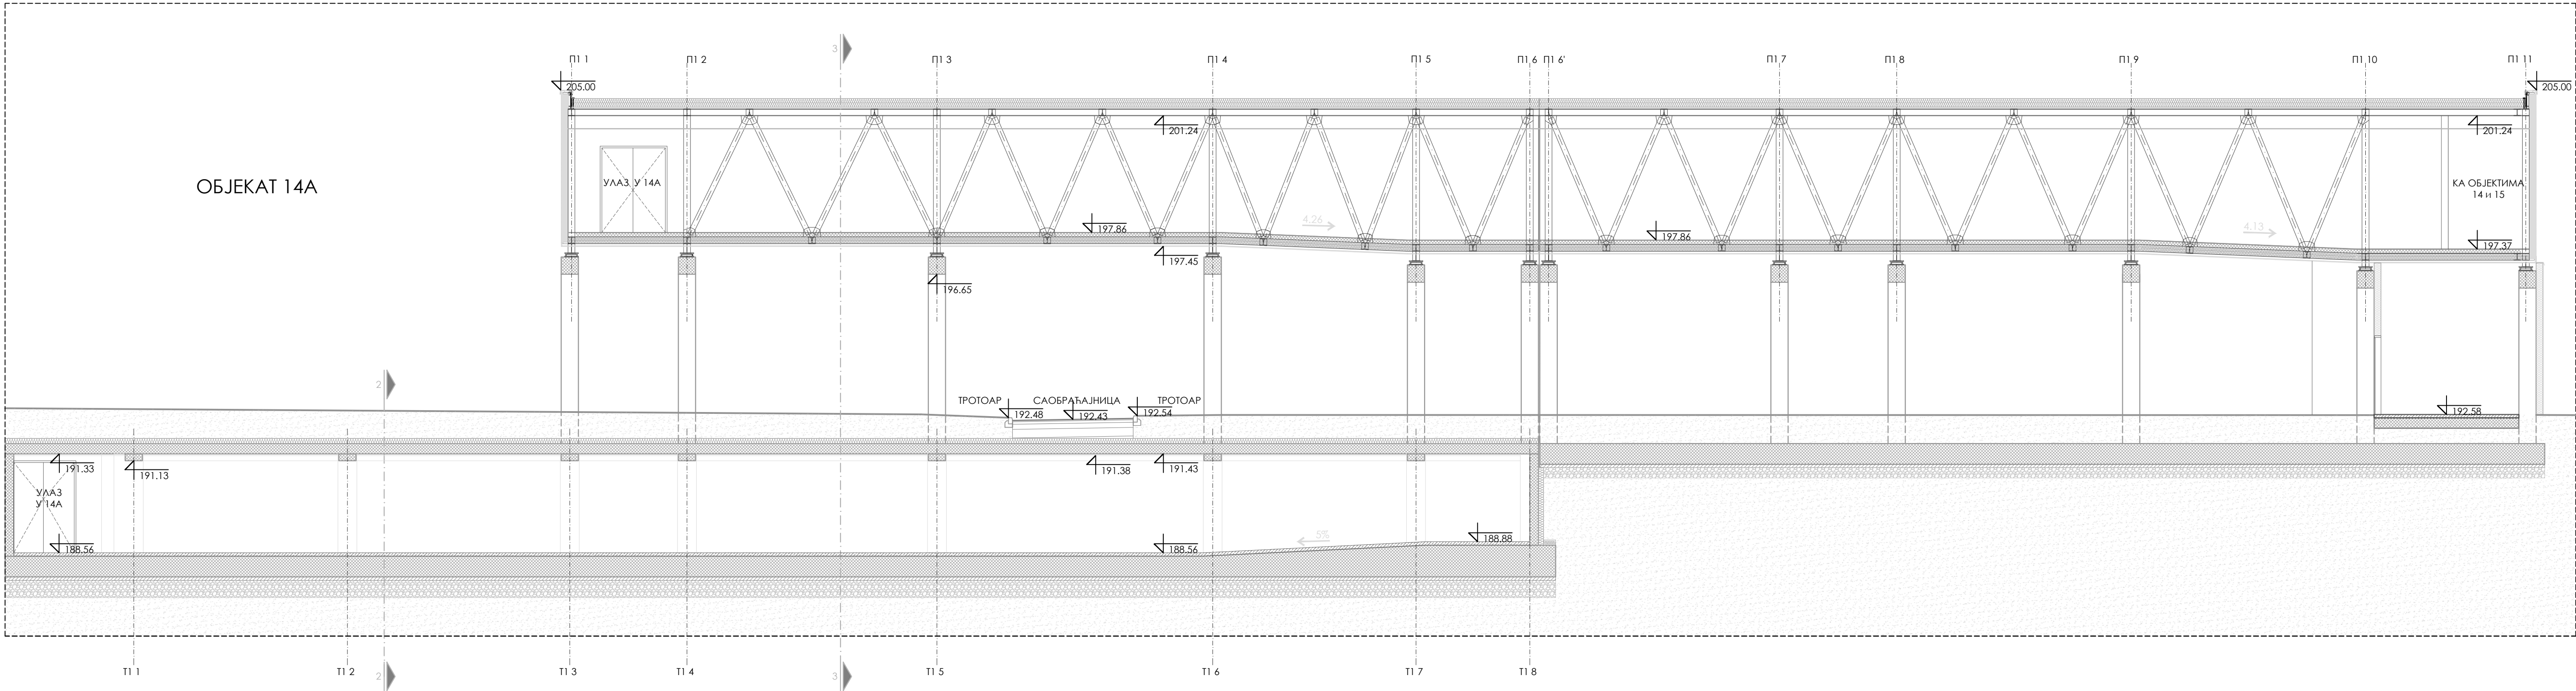 3
П1 1
П1 2
П1 3
П1 4
П1 5
П1 6
П1 6'
П1 7
П1 8
П1 9
П1 10
П1 11
205.00
205.00
201.24
201.24
ОБЈЕКАТ 14А
УЛАЗ У 14А
КА ОБЈЕКТИМА
14 и 15
4.26
4.13
197.86
197.86
197.37
197.45
196.65
2
ТРОТОАР
САОБРАЋАЈНИЦА
ТРОТОАР
192.48
192.43
192.54
192.58
191.33
191.13
191.38
191.43
УЛАЗ
У 14А
188.56
188.56
5%
188.88
Т1 1
Т1 2
2
Т1 3
Т1 4
3
Т1 5
Т1 6
Т1 7
Т1 8